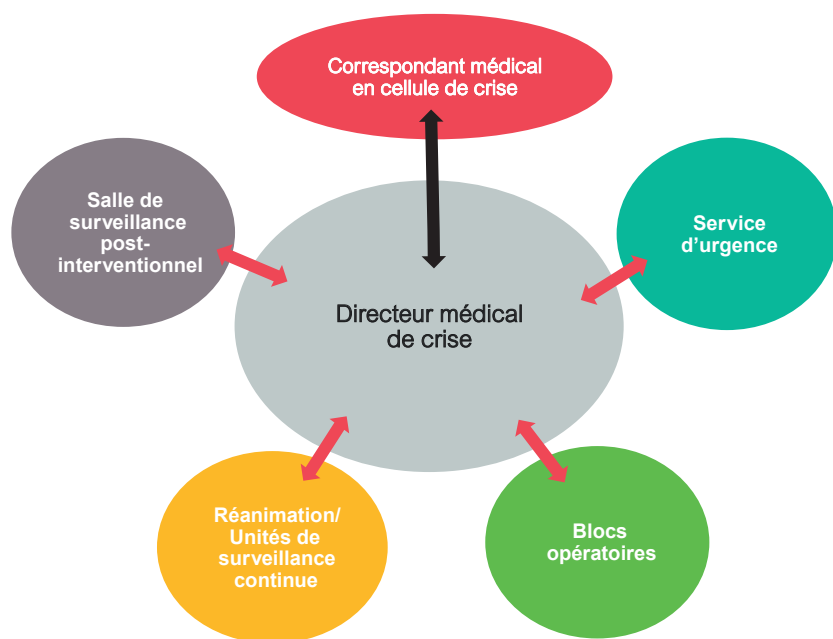 Correspondant médical
en cellule de crise
Salle de
surveillance
post-
interventionnel
Service
d’urgence
Directeur médical
de crise
Réanimation/
Unités de
surveillance
continue
Blocs
opératoires